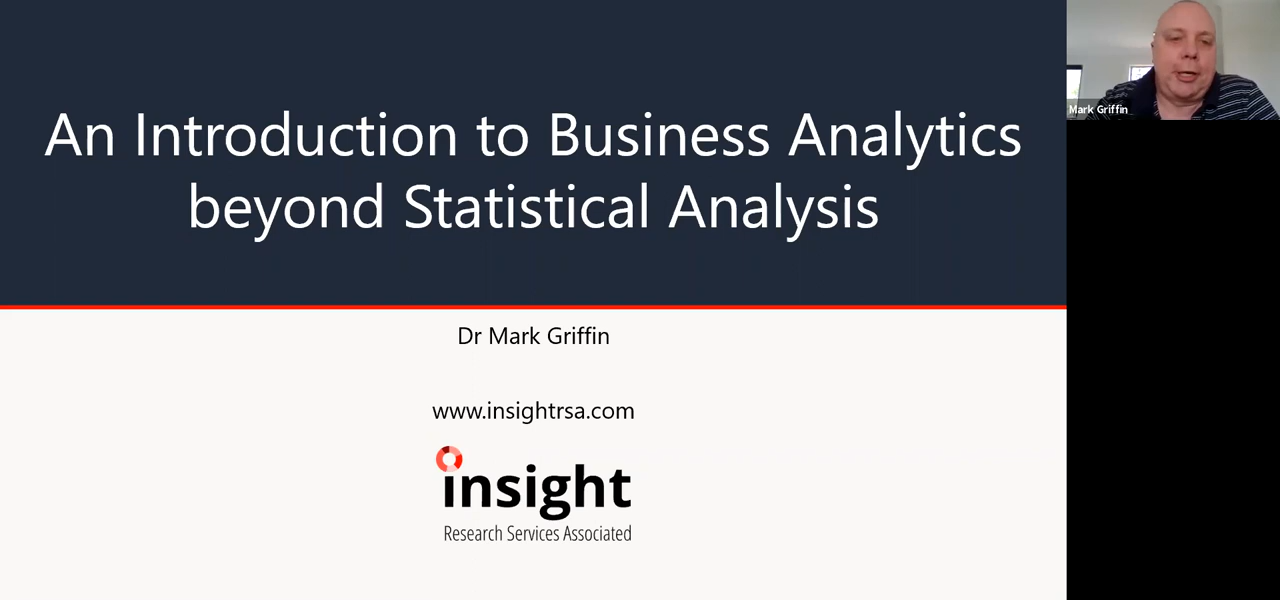 An Introduction to Business Analytics
beyond Statistical Analysis
Dr Mark Griffin
www.insightrsa.com
insight
Research Services Associated
Mark Griffin